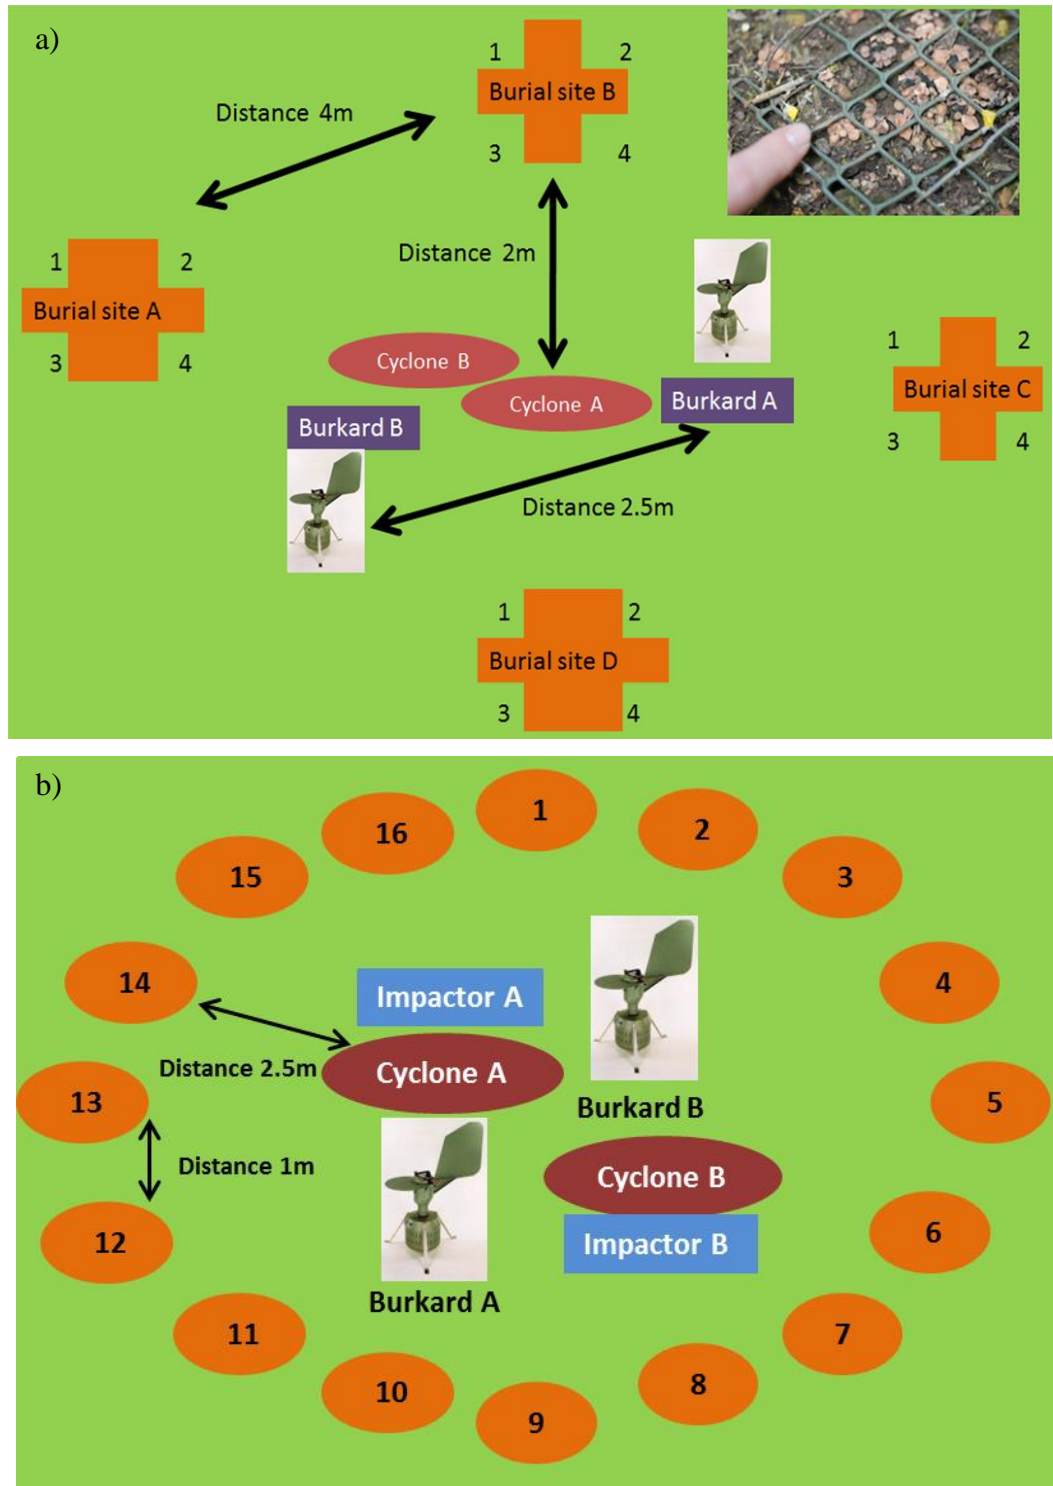 a)
1 2
Burial site B
3 4
Distance 4m
Distance 2m
1 2
Burial site A
3 4
Cyclone B
Cyclone A
Burkard A
Burkard B
Distance 2.5m
1 2
Burial site C
3 4
1 2
Burial site D
3 4
b)
1
2
3
4
5
6
7
8
9
10
11
12
13
14
15
16
Impactor A
Cyclone A
Distance 2.5m
Burkard B
Distance 1m
Cyclone B
Impactor B
Burkard A